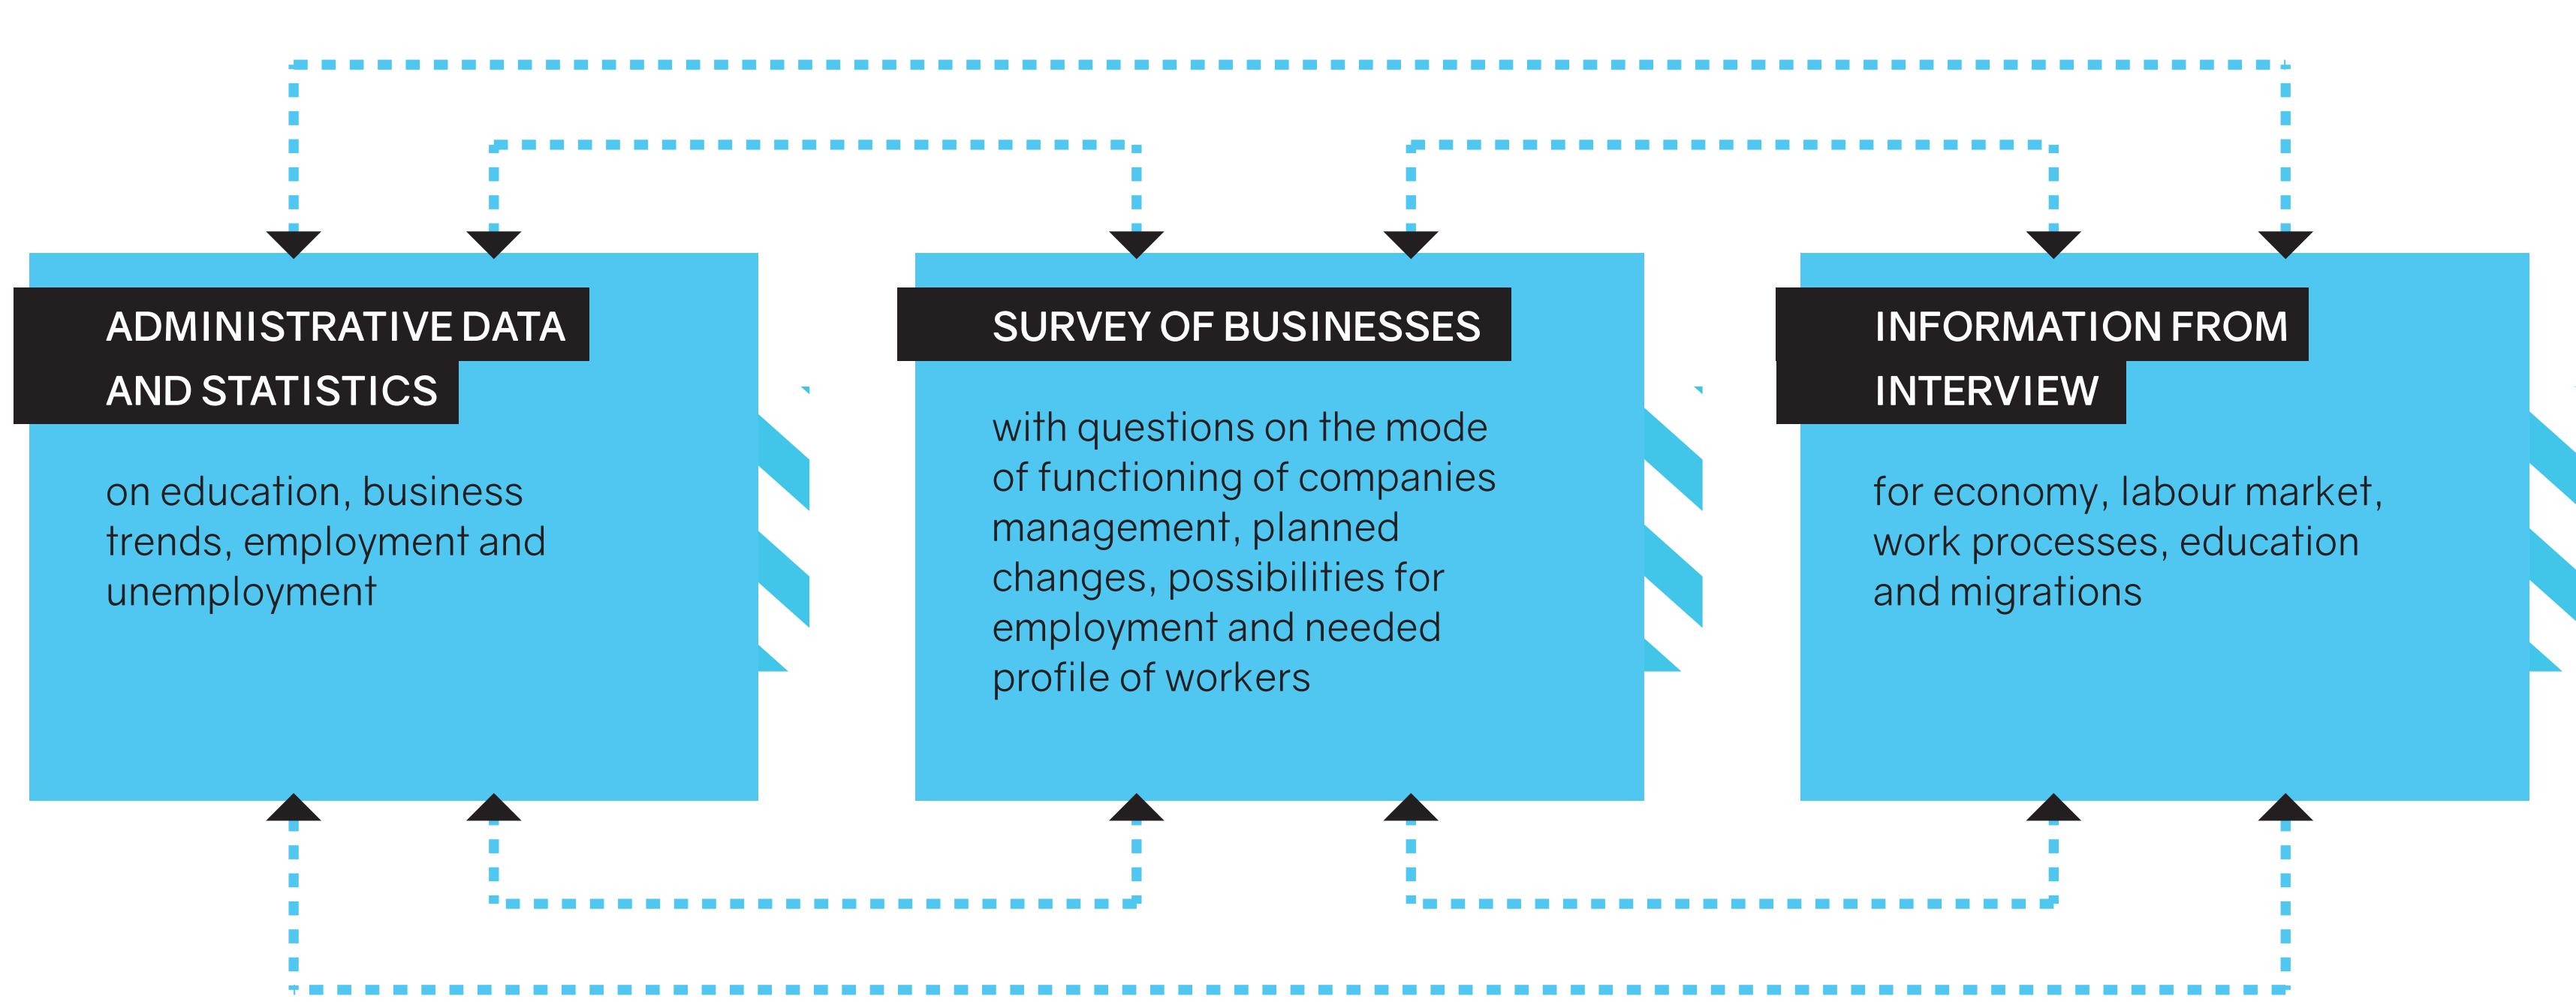 ADMINISTRATIVE DATA
AND STATISTICS
on education, business
trends, employment and
unemployment
SURVEY OF BUSINESSES
with questions on the mode
of functioning of companies
management, planned
changes, possibilities for
employment and needed
profile of workers
INFORMATION FROM
INTERVIEW
for economy, labour market,
work processes, education
and migrations